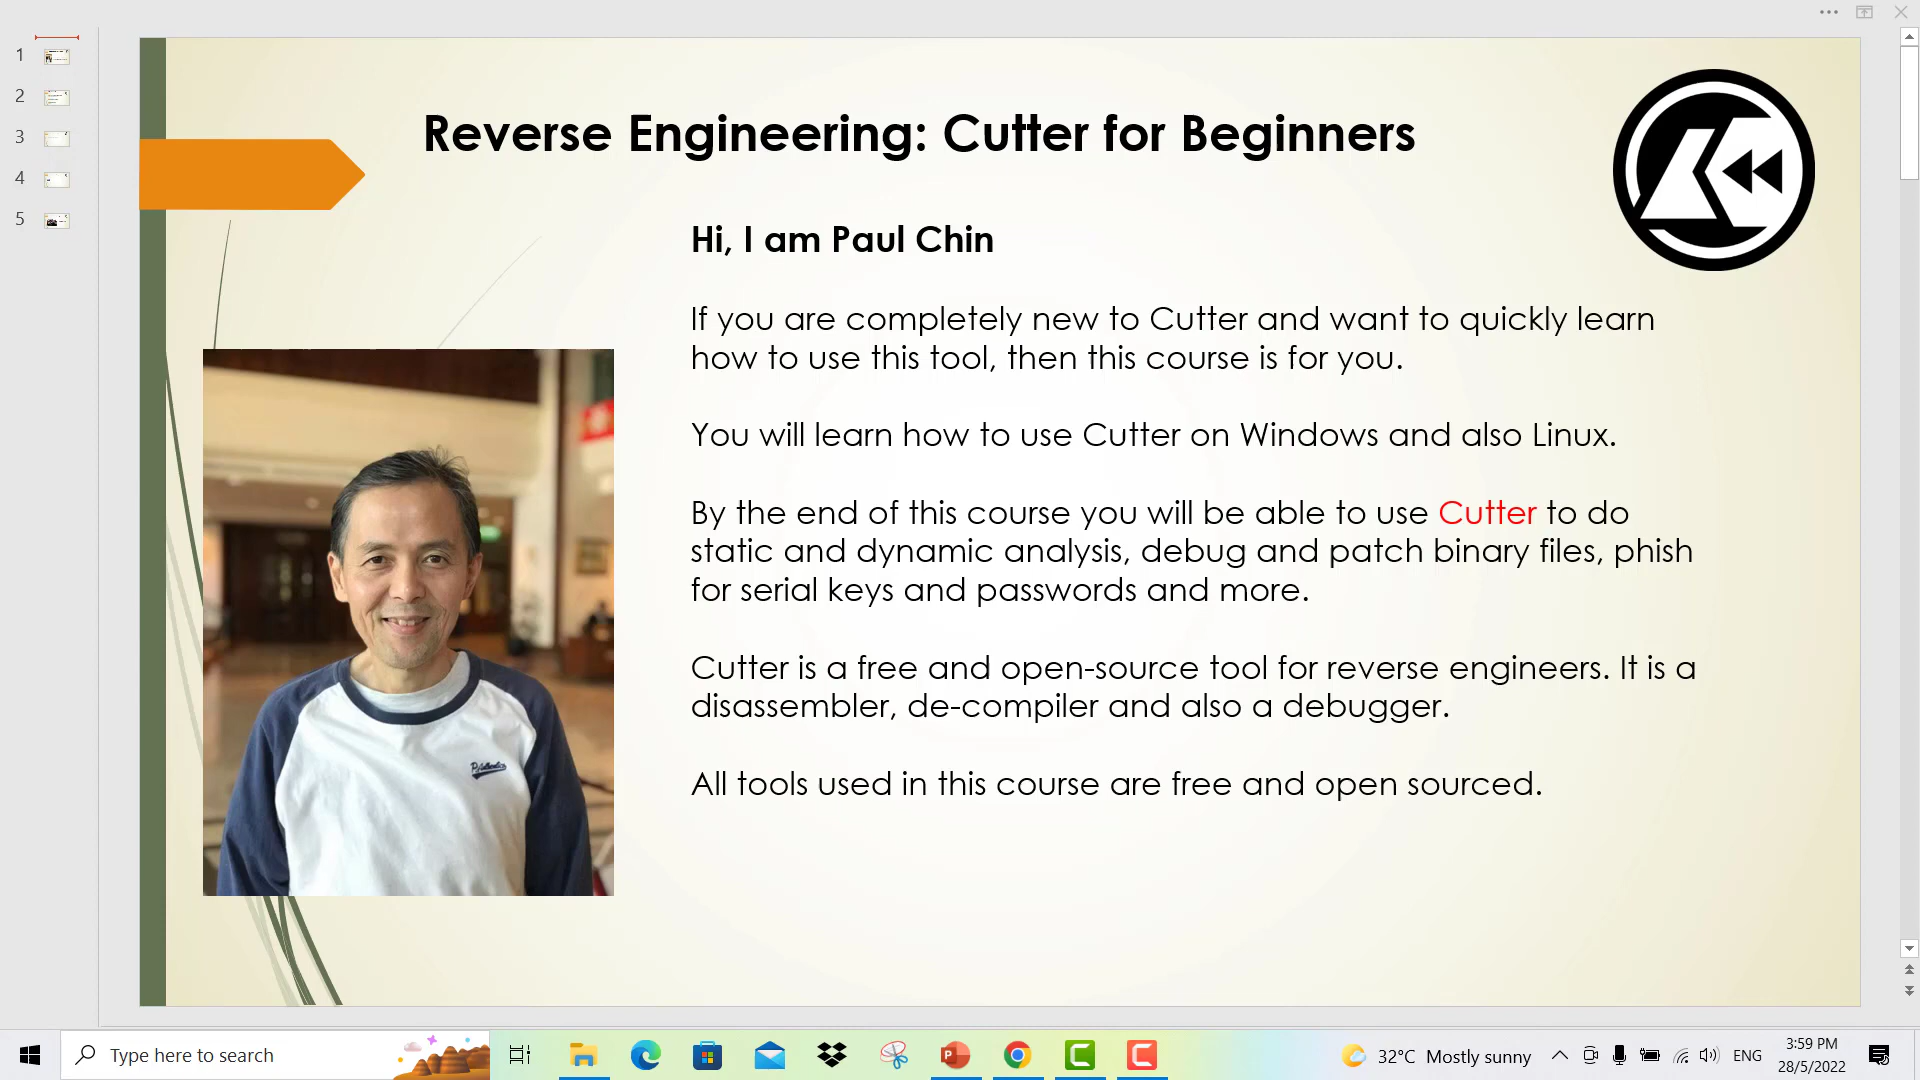 1
2
3
4
5
Reverse Engineering: Cutter for Beginners
Hi, I am Paul Chin
If you are completely new to Cutter and want to quickly learn
how to use this tool, then this course is for you.
You will learn how to use Cutter on Windows and also Linux.
By the end of this course you will be able to use Cutter to do
static and dynamic analysis, debug and patch binary files, phish
for serial keys and passwords and more.
Cutter is a free and open-source tool for reverse engineers. It is a
disassembler, de-compiler and also a debugger.
All tools used in this course are free and open sourced.
Type here to search
32°C Mostly sunny
ENG
3:59 PM
28/5/2022